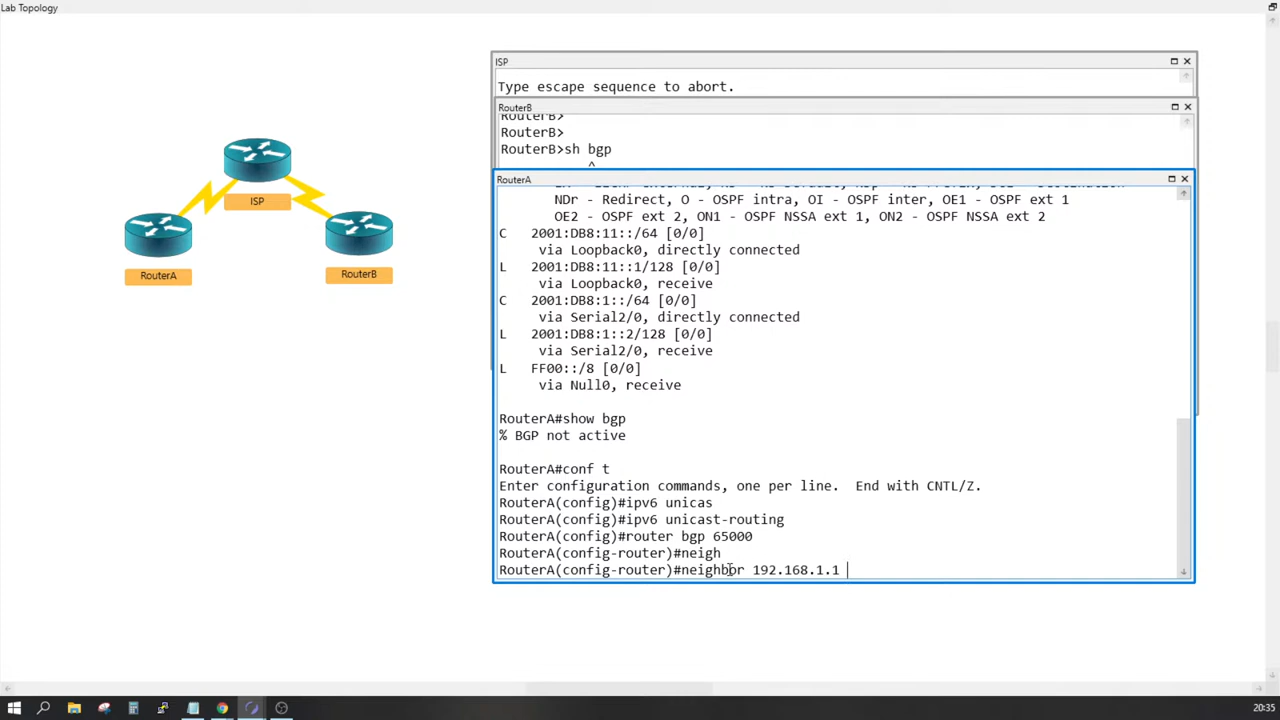 Lab Topology
ISP
RouterA
RouterB
ISP
Type escape sequence to abort.
RouterB
RouterB>
RouterB>
RouterB>sh bgp
^
RouterA
NDr - Redirect, O - OSPF intra, OI - OSPF inter, OE1 - OSPF ext 1
OE2 - OSPF ext 2, ON1 - OSPF NSSA ext 1, ON2 - OSPF NSSA ext 2
C   2001:DB8:11::/64 [0/0]
via Loopback0, directly connected
L   2001:DB8:11::1/128 [0/0]
via Loopback0, receive
C   2001:DB8:1::/64 [0/0]
via Serial2/0, directly connected
L   2001:DB8:1::2/128 [0/0]
via Serial2/0, receive
L   FF00::/8 [0/0]
via Null0, receive
RouterA#show bgp
% BGP not active
RouterA#conf t
Enter configuration commands, one per line.  End with CNTL/Z.
RouterA(config)#ipv6 unicas
RouterA(config)#ipv6 unicast-routing
RouterA(config)#router bgp 65000
RouterA(config-router)#neigh
RouterA(config-router)#neighbor 192.168.1.1
20:35